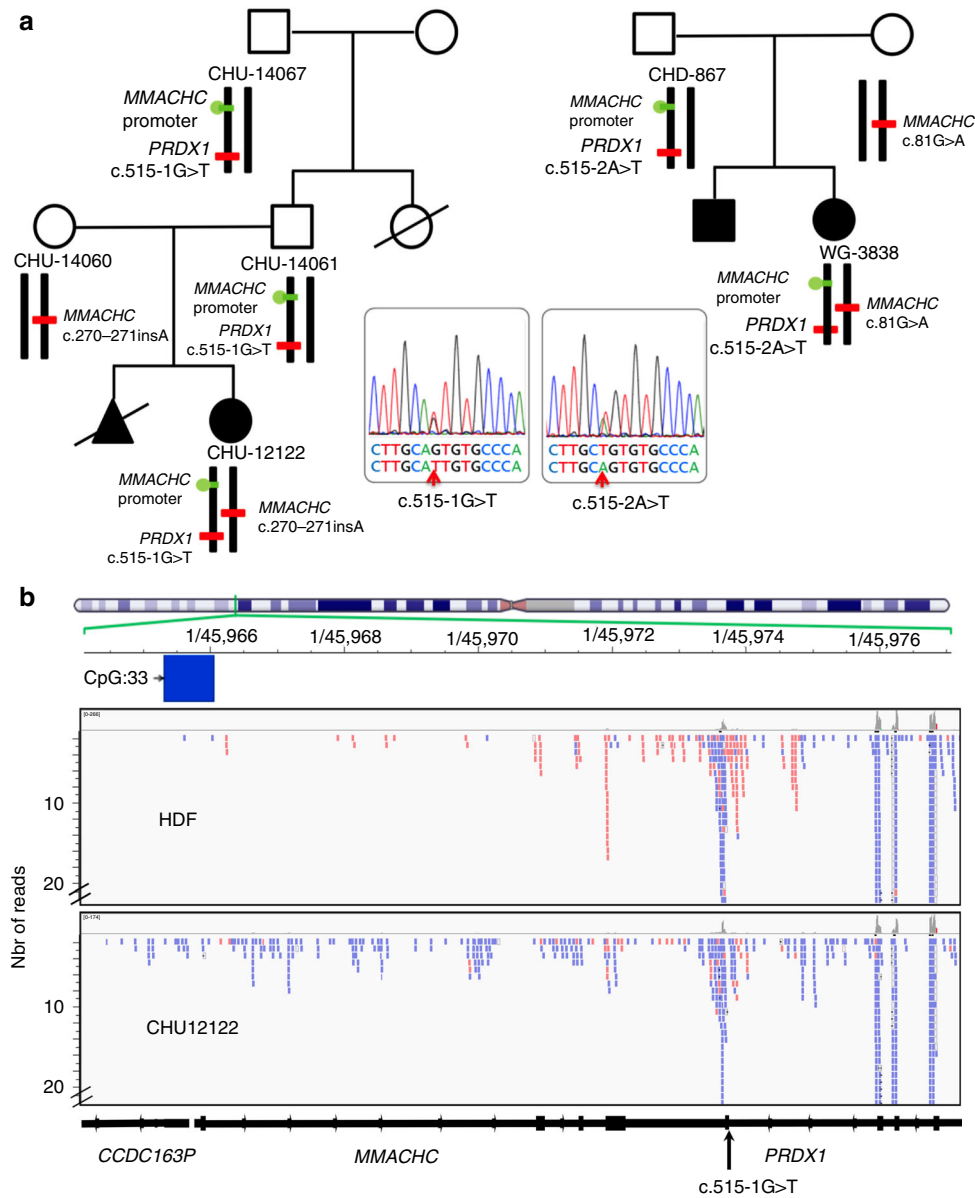 a
CHU-14067
MMACHC
promoter
PRDX1
c.515-1G>T
CHD-867
MMACHC
promoter
PRDX1
c.515-2A>T
MMACHC
c.81G>A
CHU-14060
MMACHC
c.270–271insA
CHU-14061
MMACHC
promoter
PRDX1
c.515-1G>T
WG-3838
MMACHC
promoter
PRDX1
c.515-2A>T
MMACHC
c.81G>A
CHU-12122
MMACHC
promoter
PRDX1
c.515-1G>T
MMACHC
c.270–271insA
CTTGCAGTGTGCCCA
CTTGCATTGTGCCCA
c.515-1G>T
CTTGCTGTGTGCCCA
CTTGCAGTGTGCCCA
c.515-2A>T
b
1/45,966 1/45,968 1/45,970 1/45,972 1/45,974 1/45,976
CpG:33
[0-266]
10
HDF
20
Nbr of reads
[0-174]
10
CHU12122
20
CCDC163P MMACHC PRDX1
c.515-1G>T